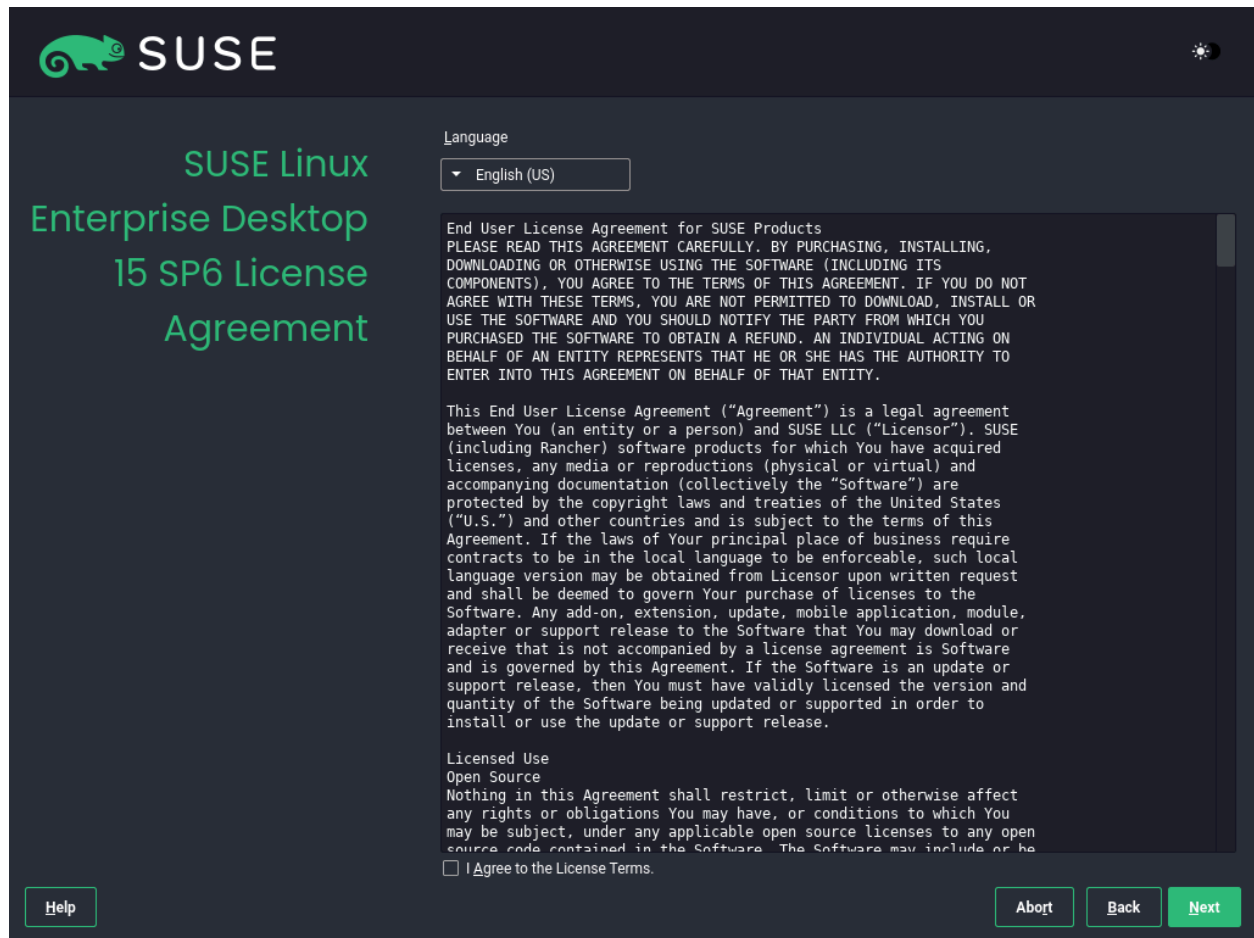 SUSE
SUSE Linux
Enterprise Desktop
15 SP6 License
Agreement
Language
English (US)
End User License Agreement for SUSE Products
PLEASE READ THIS AGREEMENT CAREFULLY. BY PURCHASING, INSTALLING,
DOWNLOADING OR OTHERWISE USING THE SOFTWARE (INCLUDING ITS
COMPONENTS), YOU AGREE TO THE TERMS OF THIS AGREEMENT. IF YOU DO NOT
AGREE WITH THESE TERMS, YOU ARE NOT PERMITTED TO DOWNLOAD, INSTALL OR
USE THE SOFTWARE AND YOU SHOULD NOTIFY THE PARTY FROM WHICH YOU
PURCHASED THE SOFTWARE TO OBTAIN A REFUND. AN INDIVIDUAL ACTING ON
BEHALF OF AN ENTITY REPRESENTS THAT HE OR SHE HAS THE AUTHORITY TO
ENTER INTO THIS AGREEMENT ON BEHALF OF THAT ENTITY.
This End User License Agreement (“Agreement”) is a legal agreement
between You (an entity or a person) and SUSE LLC (“Licensor”). SUSE
(including Rancher) software products for which You have acquired
licenses, any media or reproductions (physical or virtual) and
accompanying documentation (collectively the “Software”) are
protected by the copyright laws and treaties of the United States
(“U.S.”) and other countries and is subject to the terms of this
Agreement. If the laws of Your principal place of business require
contracts to be in the local language to be enforceable, such local
language version may be obtained from Licensor upon written request
and shall be deemed to govern Your purchase of licenses to the
Software. Any add-on, extension, update, mobile application, module,
adapter or support release to the Software that You may download or
receive that is not accompanied by a license agreement is Software
and is governed by this Agreement. If the Software is an update or
support release, then You must have validly licensed the version and
quantity of the Software being updated or supported in order to
install or use the update or support release.
Licensed Use
Open Source
Nothing in this Agreement shall restrict, limit or otherwise affect
any rights or obligations You may have, or conditions to which You
may be subject, under any applicable open source licenses to any open
source code contained in the Software. The Software may include or be
I Agree to the License Terms.
Help
Abort
Back
Next